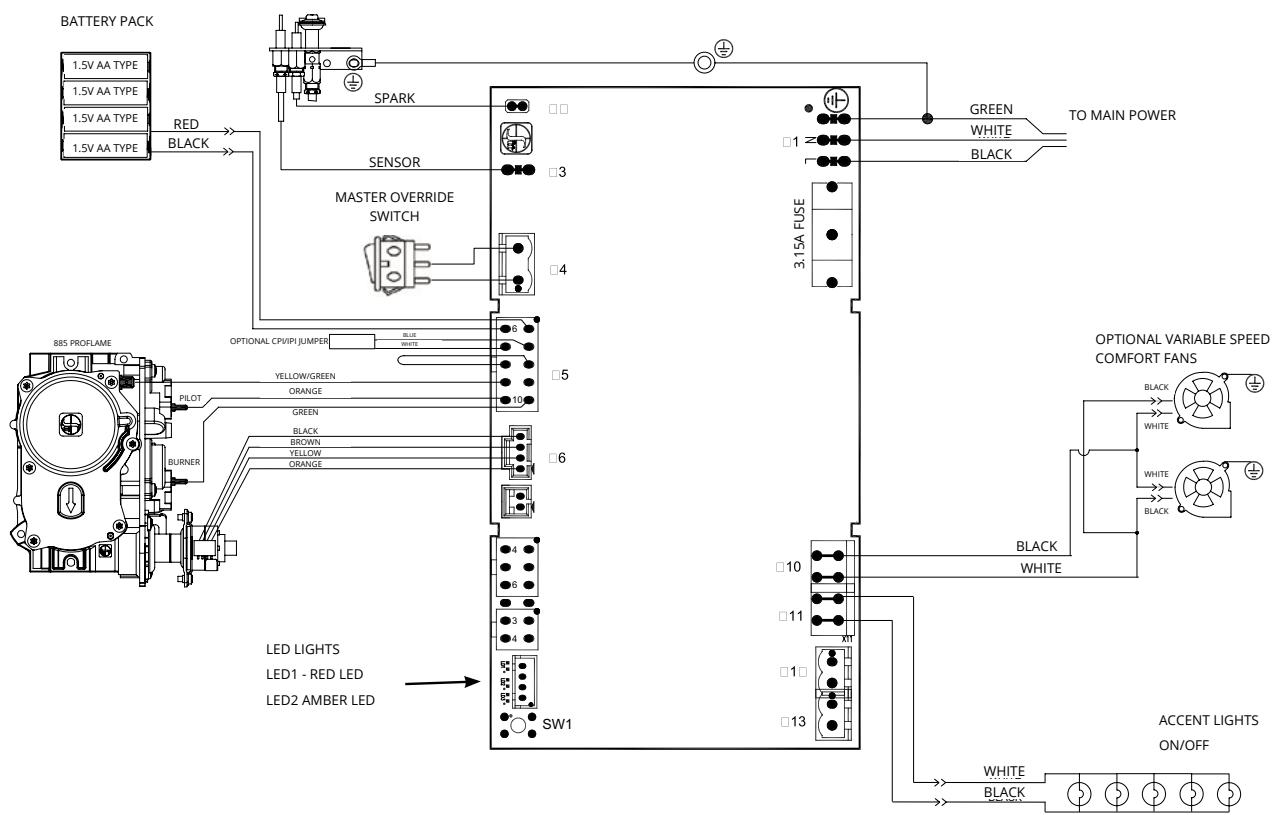 BATTERY PACK
1.5V AA TYPE
1.5V AA TYPE
1.5V AA TYPE
1.5V AA TYPE
RED
BLACK
SPARK
SENSOR
3
MASTER OVERRIDE
SWITCH
4
GREEN
WHITE
BLACK
TO MAIN POWER
1
N
L
3.15A FUSE
885 PROFLAME
OPTIONAL CPI/IPI JUMPER
BLUE
WHITE
6
5
YELLOW/GREEN
PILOT
ORANGE
10
GREEN
BLACK
BROWN
YELLOW
ORANGE
6
BURNER
OPTIONAL VARIABLE SPEED
COMFORT FANS
BLACK
WHITE
WHITE
BLACK
BLACK
WHITE
10
11
X11
4
6
3
4
LED LIGHTS
LED1 - RED LED
LED2 AMBER LED
SW1
1
13
ACCENT LIGHTS
ON/OFF
WHITE
BLACK